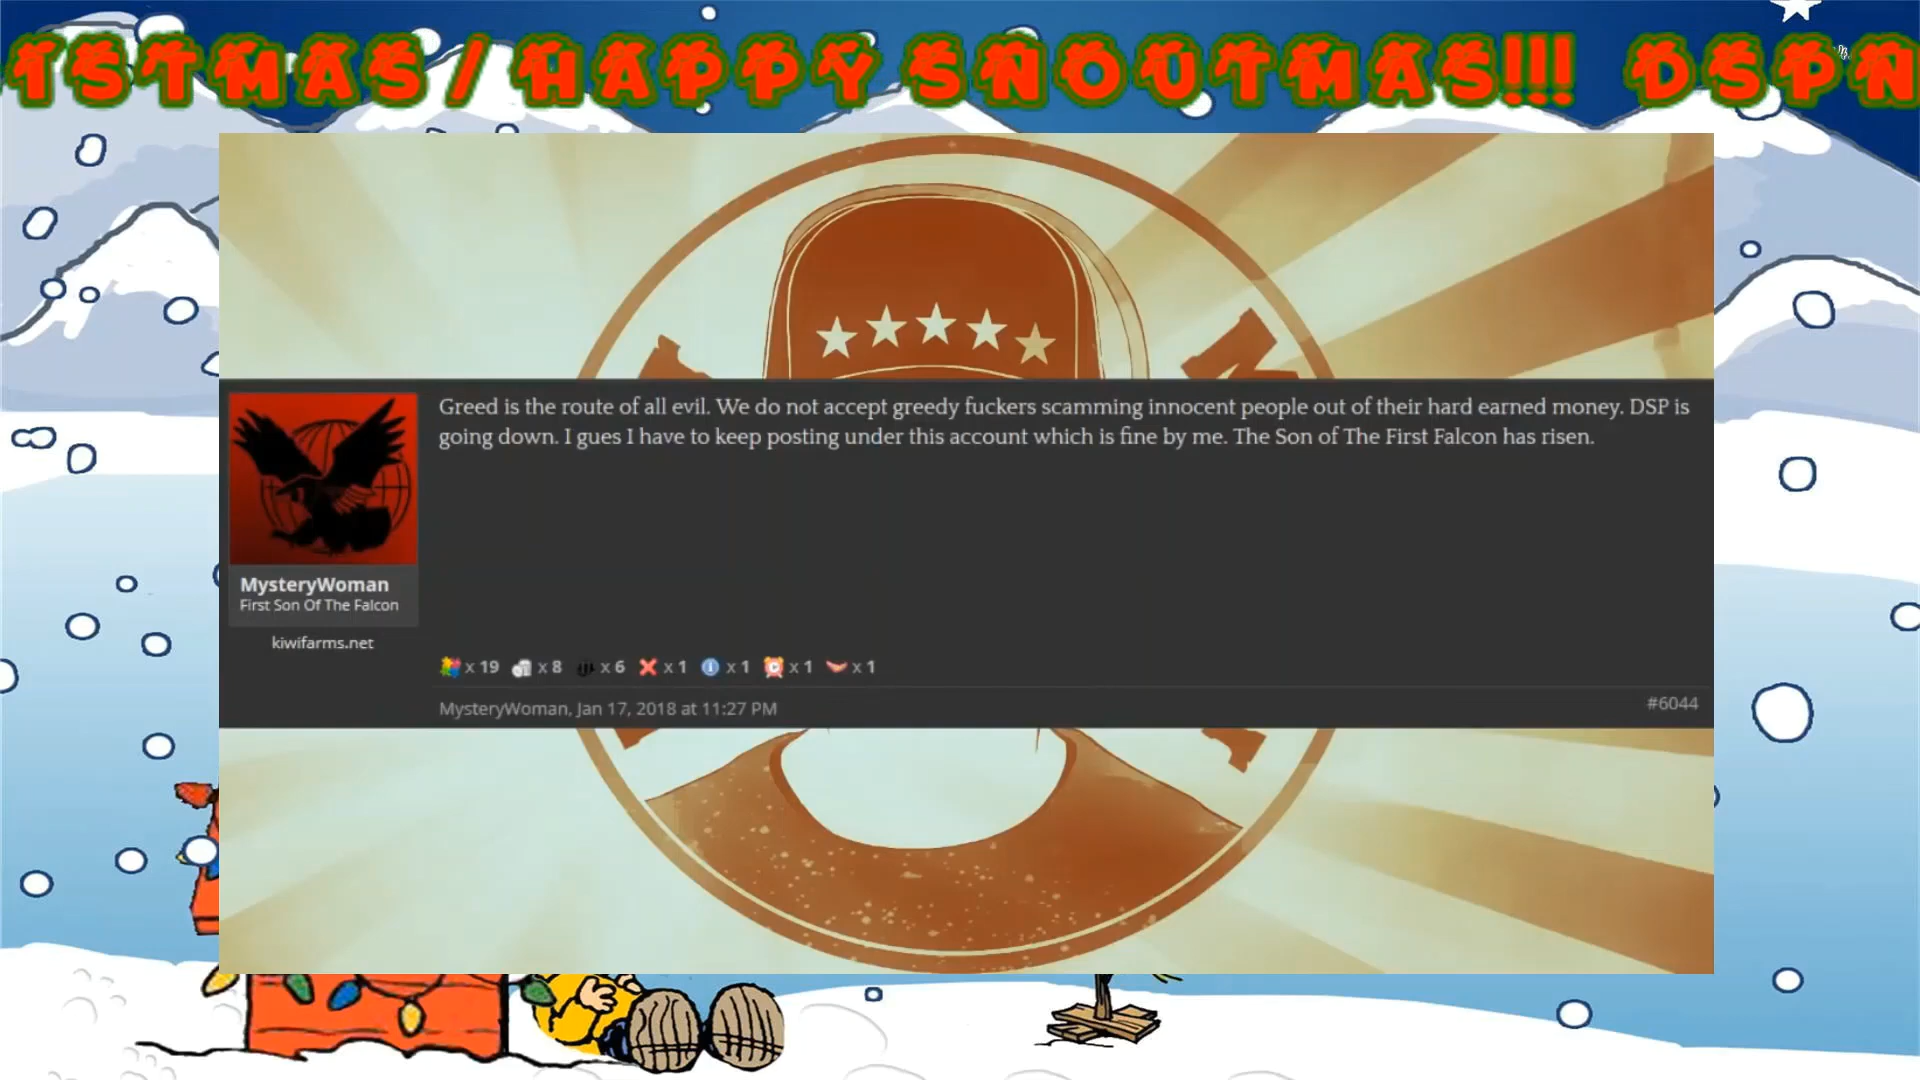 ISTMAS / HAPPY SNOUTMAS!!! DSPN
Greed is the route of all evil. We do not accept greedy fuckers scamming innocent people out of their hard earned money. DSP is
going down. I gues I have to keep posting under this account which is fine by me. The Son of The First Falcon has risen.
MysteryWoman
First Son Of The Falcon
kiwifarms.net
x 19 x 8 x 6 x 1 x 1 x 1 x 1
MysteryWoman, Jan 17, 2018 at 11:27 PM
#6044